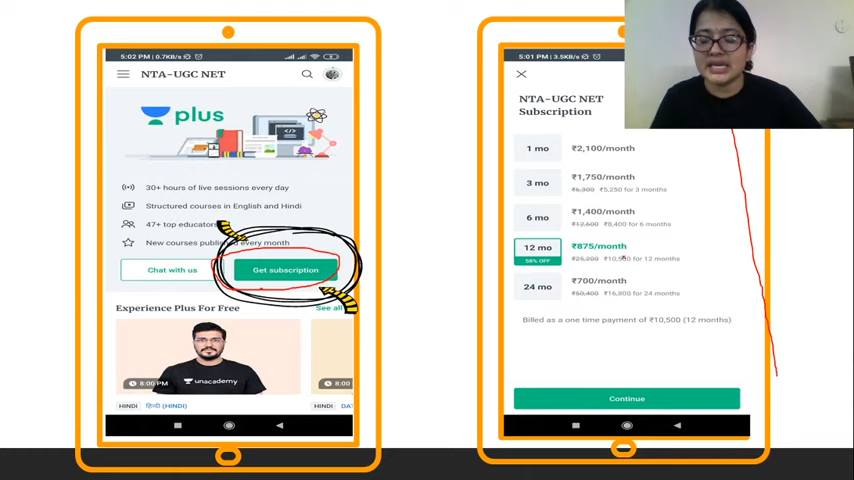 5:02 PM | 0.7KB/s
NTA-UGC NET
plus
30+ hours of live sessions every day
Structured courses in English and Hindi
47+ top educators
New courses published every month
Chat with us
Get subscription
Experience Plus For Free
See all
8:00 PM
unacademy
8:00
HINDI हिन्दी (HINDI)
HINDI
5:01 PM | 3.5KB/s
NTA-UGC NET
Subscription
1 mo ₹2,100/month
3 mo ₹1,750/month
₹6,300 ₹5,250 for 3 months
6 mo ₹1,400/month
₹12,600 ₹8,400 for 6 months
12 mo ₹875/month
58% OFF ₹25,200 ₹10,500 for 12 months
24 mo ₹700/month
₹50,400 ₹16,800 for 24 months
Billed as a one time payment of ₹10,500 (12 months)
Continue